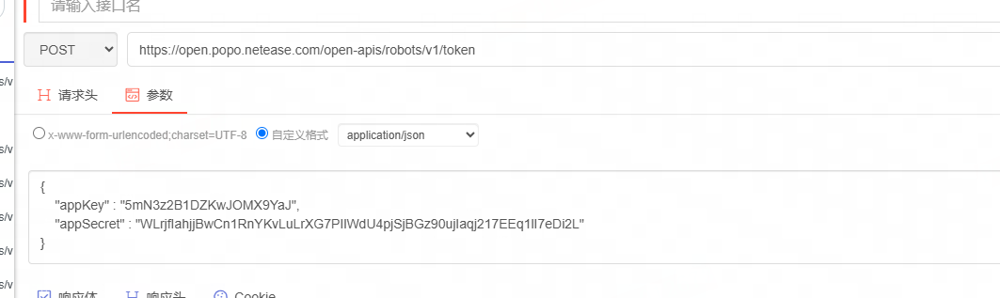 请输入接口名
POST
https://open.popo.netease.com/open-apis/robots/v1/token
s/v
请求头
参数
x-www-form-urlencoded;charset=UTF-8
自定义格式
application/json
s/v
{
s/v
"appKey" : "5mN3z2B1DZKwJOMX9YaJ",
s/v
"appSecret" : "WLrjflahjjBwCn1RnYKvLuLrXG7PIlWdU4pjSjBGz90ujIaqj217EEq1Il7eDi2L"
}
s/v
s/v
响应体
响应头
Cookie